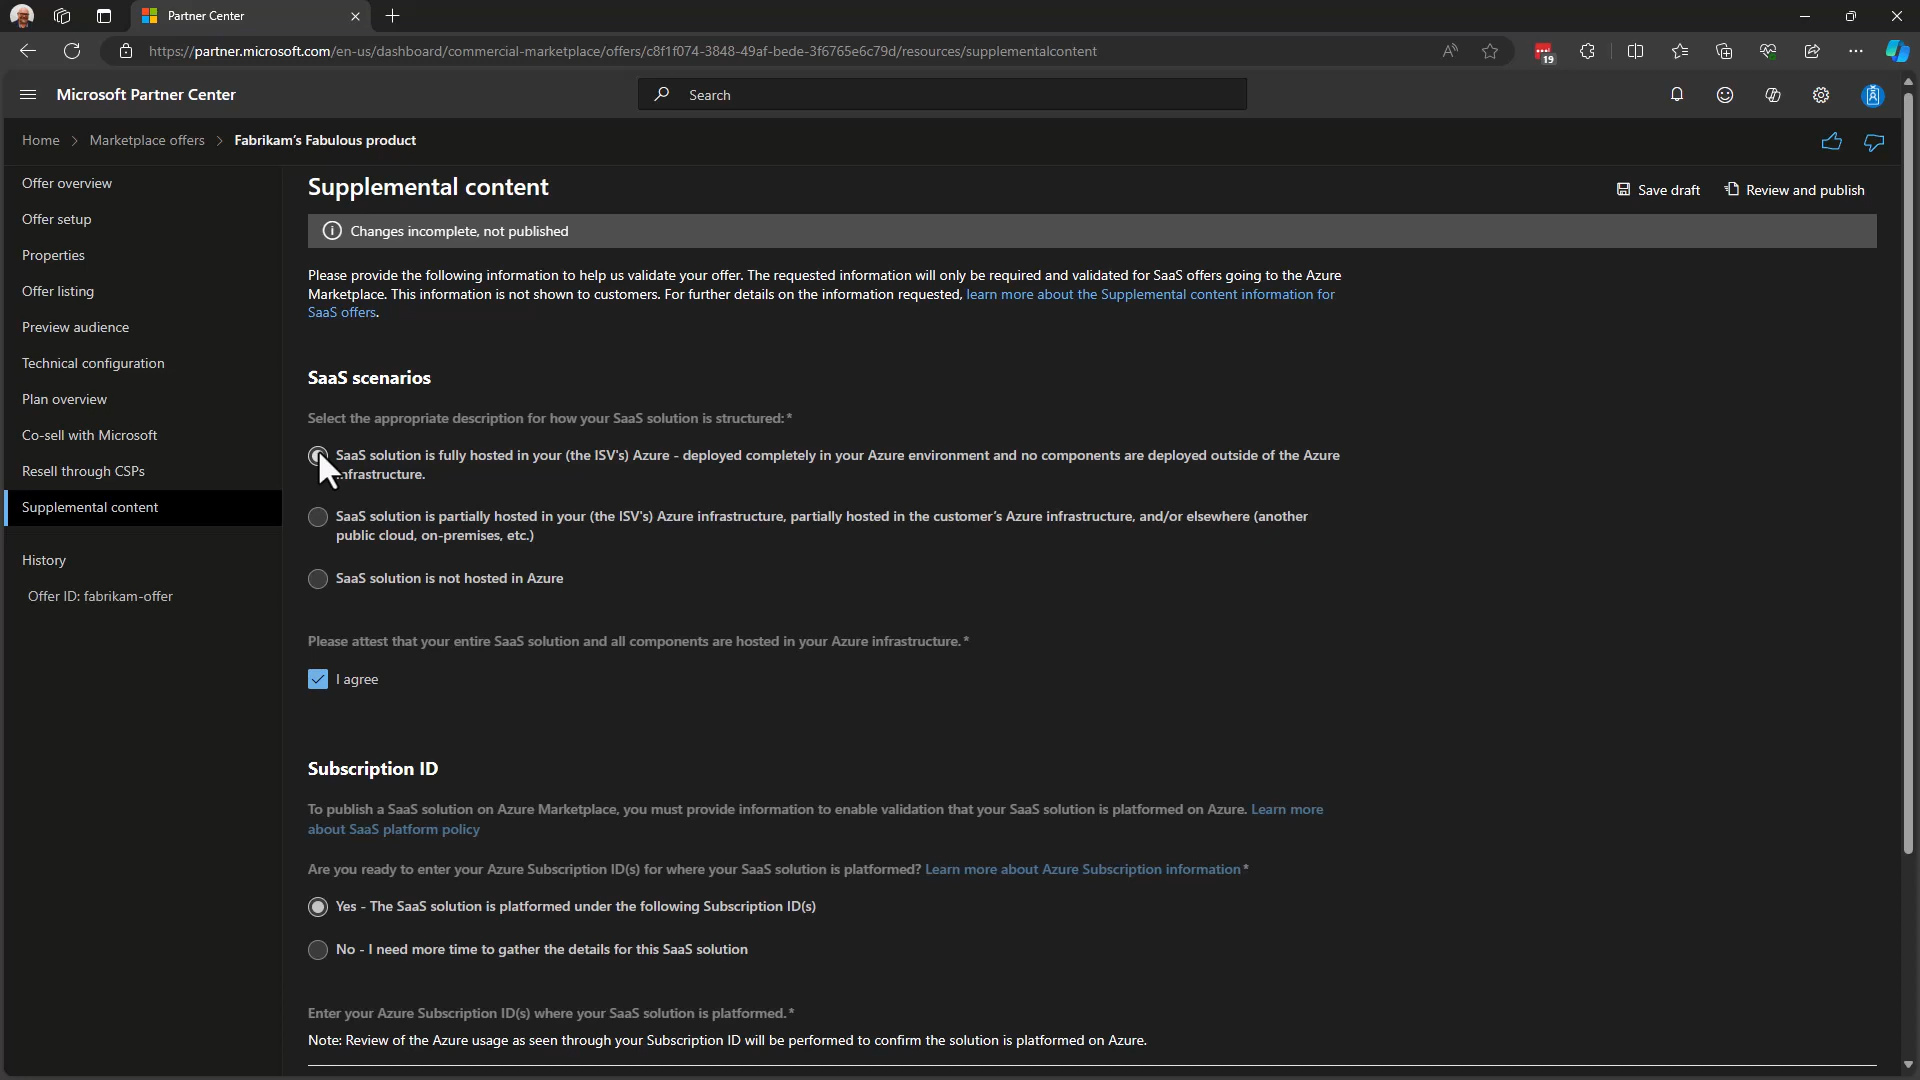 Partner Center
https://partner.microsoft.com/en-us/dashboard/commercial-marketplace/offers/c8f1f074-3848-49af-bede-3f6765e6c79d/resources/supplementalcontent
19
Microsoft Partner Center
Search
Home > Marketplace offers > Fabrikam's Fabulous product
Offer overview
Offer setup
Properties
Offer listing
Preview audience
Technical configuration
Plan overview
Co-sell with Microsoft
Resell through CSPs
Supplemental content
History
Offer ID: fabrikam-offer
Supplemental content
Save draft
Review and publish
Changes incomplete, not published
Please provide the following information to help us validate your offer. The requested information will only be required and validated for SaaS offers going to the Azure
Marketplace. This information is not shown to customers. For further details on the information requested, learn more about the Supplemental content information for
SaaS offers.
SaaS scenarios
Select the appropriate description for how your SaaS solution is structured:*
SaaS solution is fully hosted in your (the ISV's) Azure - deployed completely in your Azure environment and no components are deployed outside of the Azure
infrastructure.
SaaS solution is partially hosted in your (the ISV's) Azure infrastructure, partially hosted in the customer's Azure infrastructure, and/or elsewhere (another
public cloud, on-premises, etc.)
SaaS solution is not hosted in Azure
Please attest that your entire SaaS solution and all components are hosted in your Azure infrastructure.*
I agree
Subscription ID
To publish a SaaS solution on Azure Marketplace, you must provide information to enable validation that your SaaS solution is platformed on Azure. Learn more
about SaaS platform policy
Are you ready to enter your Azure Subscription ID(s) for where your SaaS solution is platformed? Learn more about Azure Subscription information*
Yes - The SaaS solution is platformed under the following Subscription ID(s)
No - I need more time to gather the details for this SaaS solution
Enter your Azure Subscription ID(s) where your SaaS solution is platformed.*
Note: Review of the Azure usage as seen through your Subscription ID will be performed to confirm the solution is platformed on Azure.